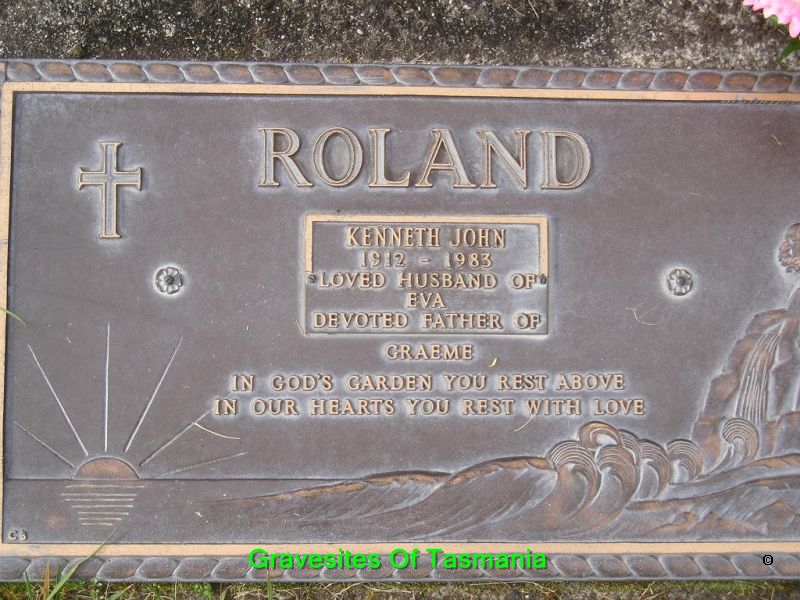 ROLAND
KENNETH JOHN
1912 - 1983
LOVED HUSBAND OF
EVA
DEVOTED FATHER OF
GRAEME
IN GOD'S GARDEN YOU REST ABOVE
IN OUR HEARTS YOU REST WITH LOVE
Gravesites Of Tasmania
©